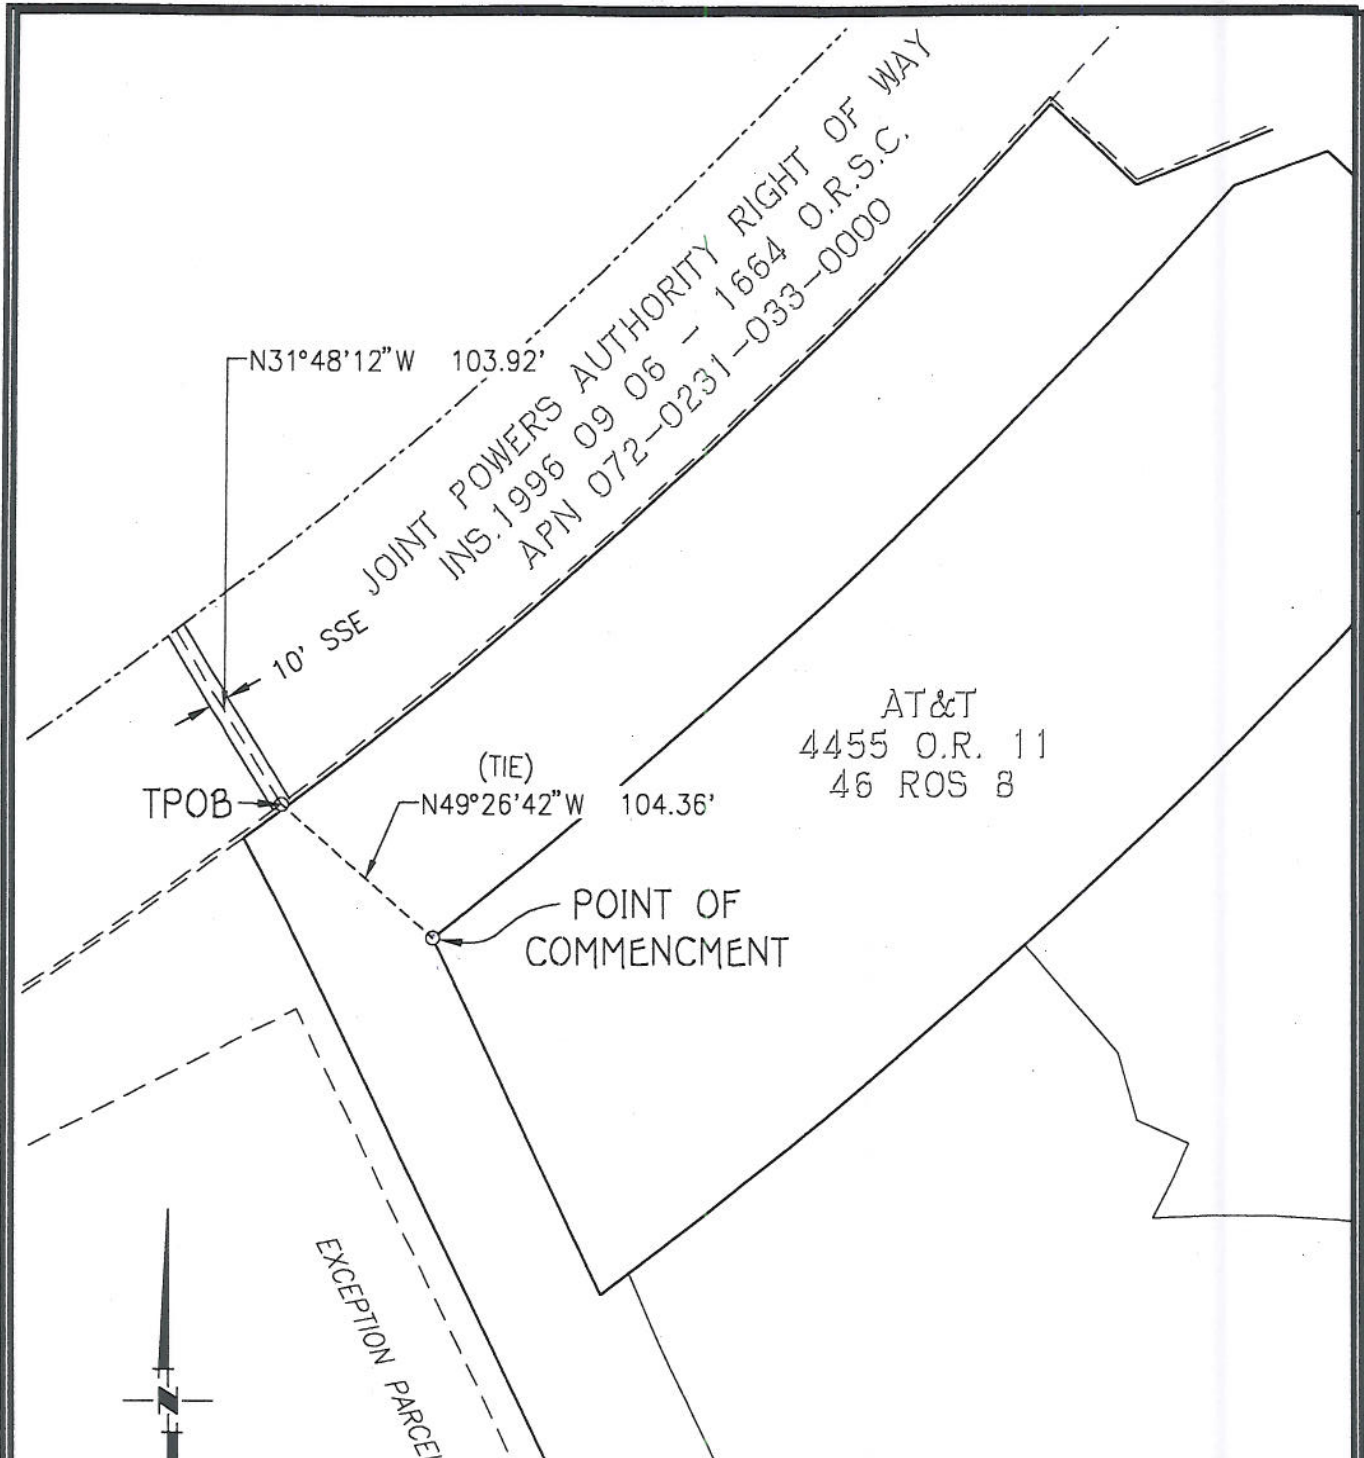 JOINT POWERS AUTHORITY RIGHT OF WAY
INS. 1996 09 06 - 1664 O.R.S.C.
APN 072-0231-033-0000
N31°48'12"W 103.92'
10' SSE
AT&T
4455 O.R. 11
46 ROS 8
(TIE)
N49°26'42"W 104.36'
TPOB
POINT OF
COMMENCMENT
EXCEPTION PARCEL
N